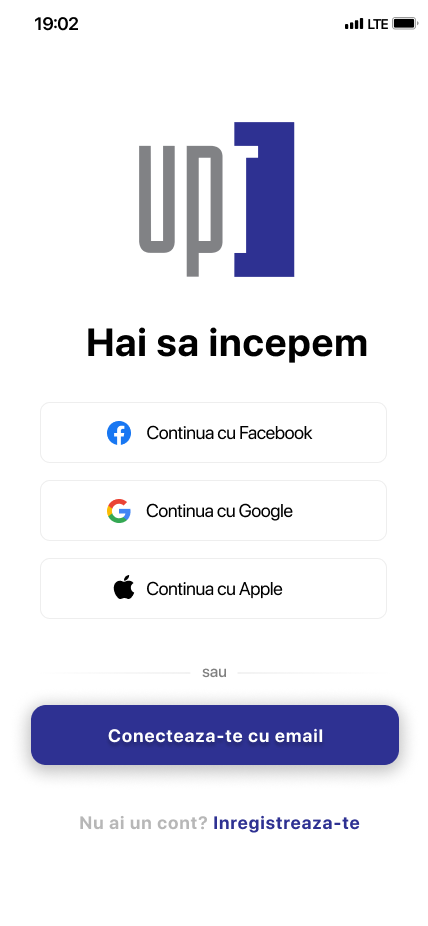 19:02
LTE
up
Hai sa incepem
Continua cu Facebook
Continua cu Google
Continua cu Apple
sau
Conecteaza-te cu email
Nu ai un cont? Inregistreaza-te